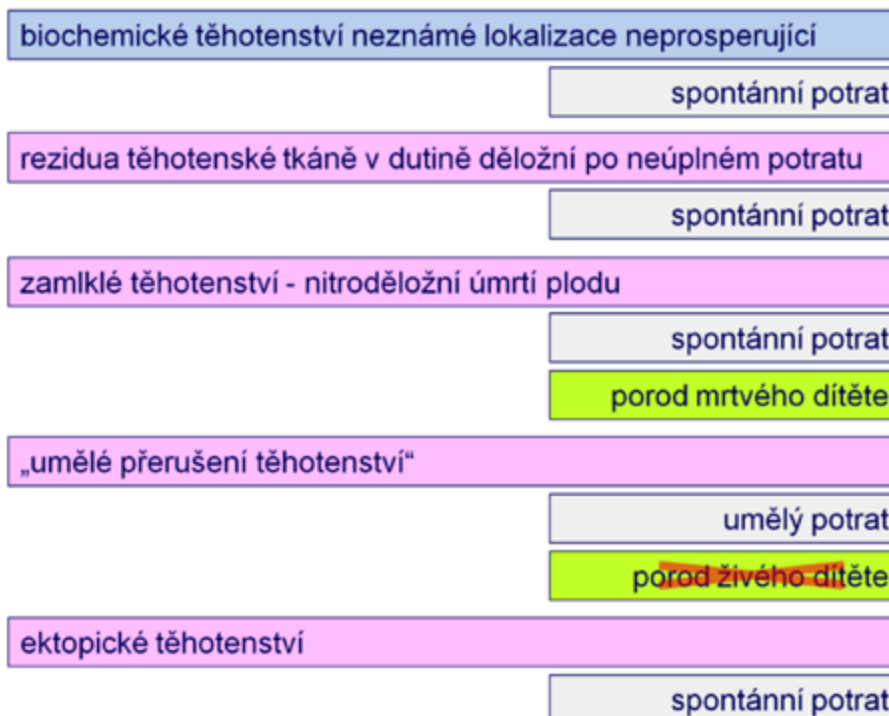 biochemické těhotenství neznámé lokalizace neprosperující
spontánní potrat
rezidua těhotenské tkáně v dutině děložní po neúplném potratu
spontánní potrat
zamlklé těhotenství - nitroděložní úmrtí plodu
spontánní potrat
porod mrtvého dítěte
„umělé přerušení těhotenství“
umělý potrat
porod živého dítěte
ektopické těhotenství
spontánní potrat